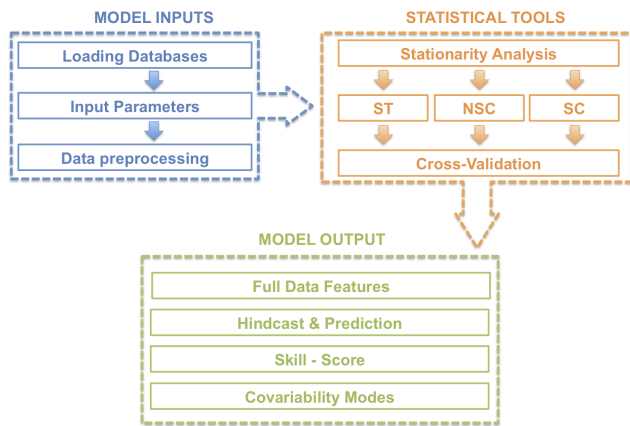 MODEL INPUTS
Loading Databases
Input Parameters
Data preprocessing
STATISTICAL TOOLS
Stationarity Analysis
ST
NSC
SC
Cross-Validation
MODEL OUTPUT
Full Data Features
Hindcast & Prediction
Skill - Score
Covariability Modes